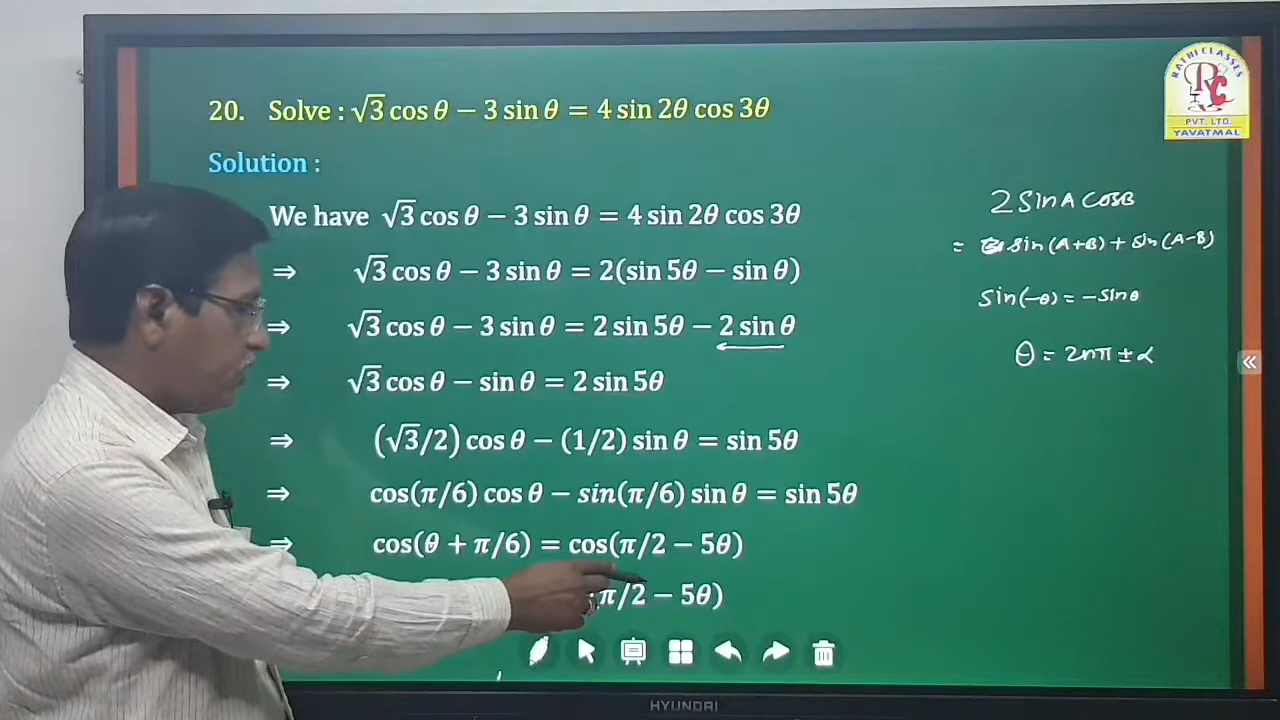 20. Solve : √3 cos θ − 3 sin θ = 4 sin 2θ cos 3θ
Solution :
We have √3 cos θ − 3 sin θ = 4 sin 2θ cos 3θ
⇒ √3 cos θ − 3 sin θ = 2(sin 5θ − sin θ)
⇒ √3 cos θ − 3 sin θ = 2 sin 5θ − 2 sin θ
⇒ √3 cos θ − sin θ = 2 sin 5θ
⇒ (√3/2) cos θ − (1/2) sin θ = sin 5θ
⇒ cos(π/6) cos θ − sin(π/6) sin θ = sin 5θ
⇒ cos(θ + π/6) = cos(π/2 − 5θ)
π/2 − 5θ)
2 sin A cos B
= sin (A+B) + sin (A-B)
sin(-θ) = - sin θ
θ = 2nπ ± α
RATHI CLASSES
RC
PVT. LTD.
YAVATMAL
«
HYUNDAI